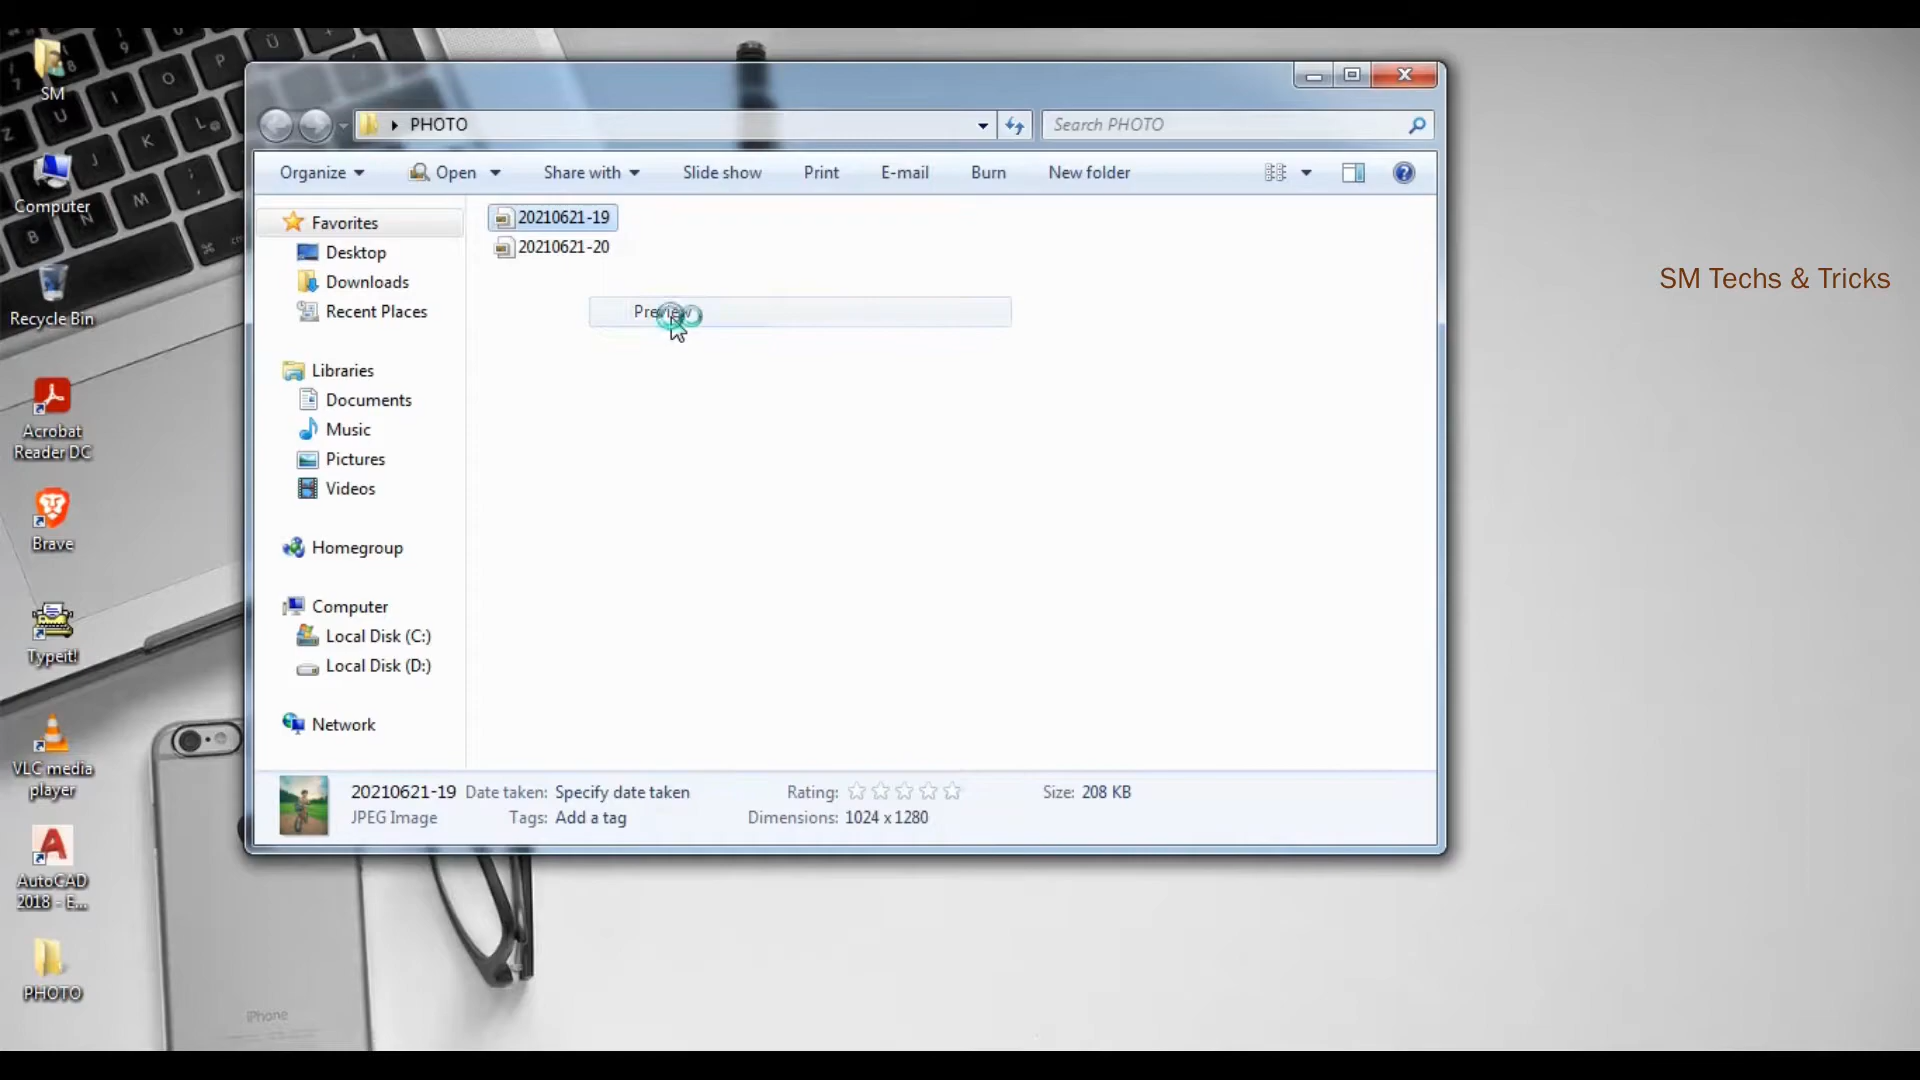 SM
Computer
Recycle Bin
Acrobat
Reader DC
Brave
TypeIt!
VLC media
player
AutoCAD
2018 - E...
PHOTO
PHOTO
Search PHOTO
Organize
Open
Share with
Slide show
Print
E-mail
Burn
New folder
Favorites
Desktop
Downloads
Recent Places
Libraries
Documents
Music
Pictures
Videos
Homegroup
Computer
Local Disk (C:)
Local Disk (D:)
Network
20210621-19
20210621-20
Preview
20210621-19 Date taken: Specify date taken Rating: Size: 208 KB
JPEG Image Tags: Add a tag Dimensions: 1024 x 1280
SM Techs & Tricks
iPhone